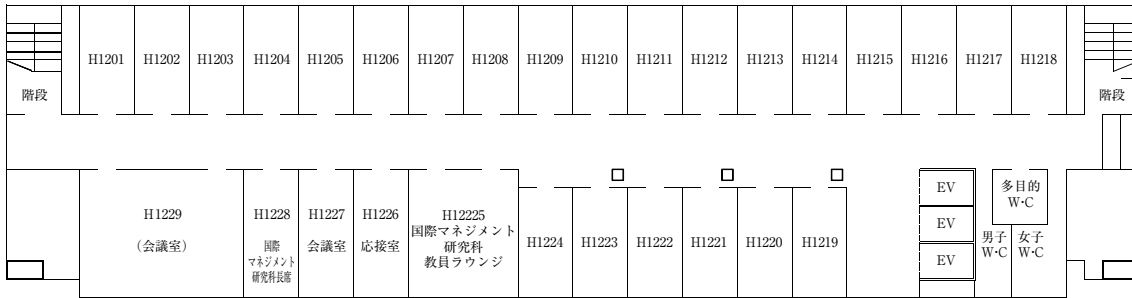 H1201
H1202
H1203
H1204
H1205
H1206
H1207
H1208
H1209
H1210
H1211
H1212
H1213
H1214
H1215
H1216
H1217
H1218
階段
階段
H1229
(会議室)
H1228
国際
マネジメント
研究科長席
H1227
会議室
H1226
応接室
H12225
国際マネジメント
研究科
教員ラウンジ
H1224
H1223
H1222
H1221
H1220
H1219
EV
EV
EV
多目的
W·C
男子
W·C
女子
W·C